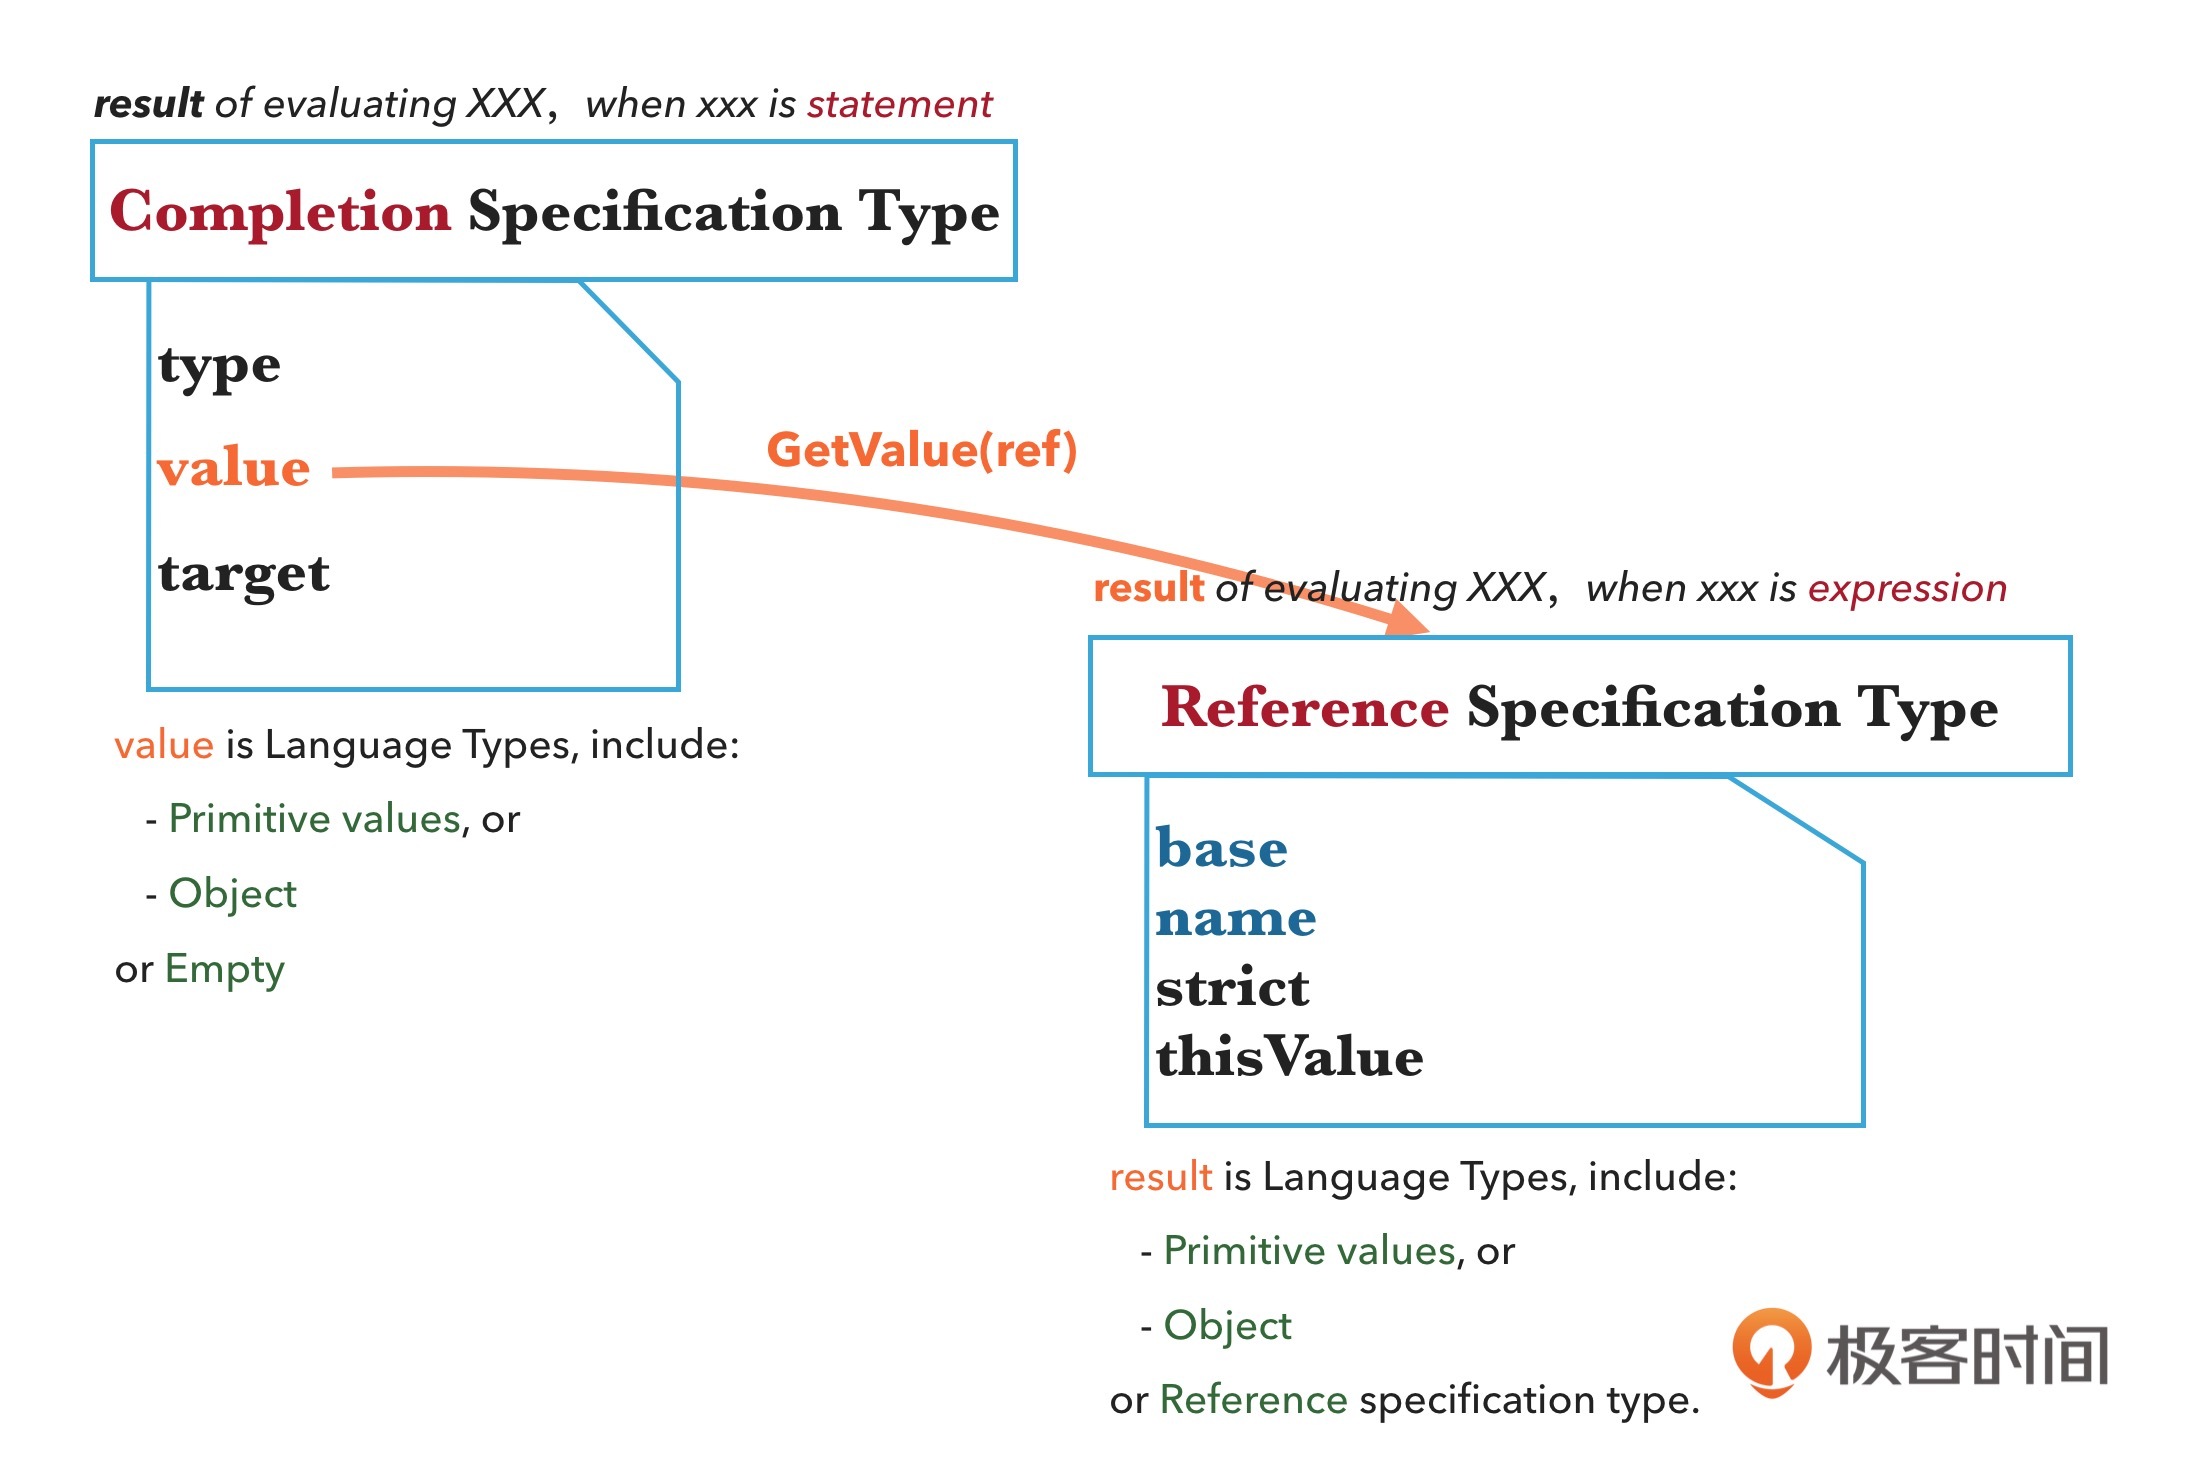 result of evaluating XXX，when xxx is statement
Completion Specification Type
type
value
target
GetValue(ref)
value is Language Types, include:
- Primitive values, or
- Object
or Empty
result of evaluating XXX，when xxx is expression
Reference Specification Type
base
name
strict
thisValue
result is Language Types, include:
- Primitive values, or
- Object
or Reference specification type.
极客时间